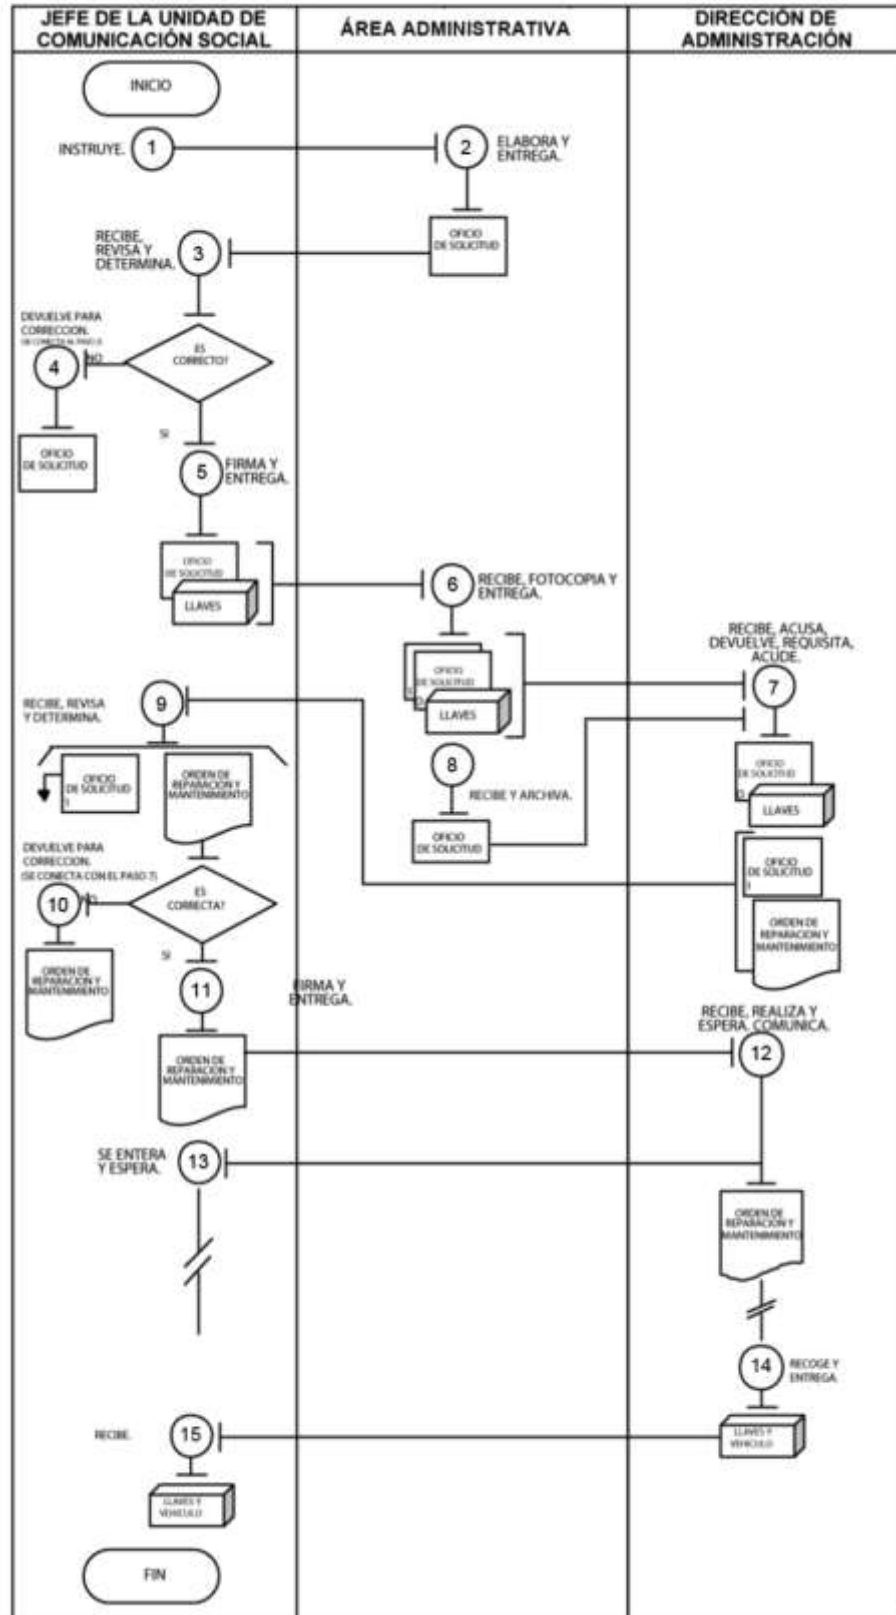 JEFE DE LA UNIDAD DE
COMUNICACIÓN SOCIAL
ÁREA ADMINISTRATIVA
DIRECCIÓN DE
ADMINISTRACIÓN
INICIO
INSTRUYE.
1
2
ELABORA Y
ENTREGA.
OFICIO
DE SOLICITUD
RECIBE,
REVISA Y
DETERMINA.
3
DEVUELVE PARA
CORRECCION.
4
NO
ES
CORRECTO?
OFICIO
DE SOLICITUD
SI
5
FIRMA Y
ENTREGA.
OFICIO
DE SOLICITUD
LLAVES
6
RECIBE, FOTOCOPIA Y
ENTREGA.
OFICIO
DE SOLICITUD
LLAVES
RECIBE, ACUSA,
DEVUELVE, REQUISITA,
ACUDE.
7
OFICIO
DE SOLICITUD
O
LLAVES
8
RECIBE Y ARCHIVA.
OFICIO
DE SOLICITUD
OFICIO
DE SOLICITUD
1
ORDEN DE
REPARACION Y
MANTENIMIENTO
RECIBE, REVISA
Y DETERMINA.
9
OFICIO
DE SOLICITUD
1
ORDEN DE
REPARACION Y
MANTENIMIENTO
DEVUELVE PARA
CORRECCION.
(SE CONECTA CON EL PASO 7)
10
NO
ES
CORRECTA?
ORDEN DE
REPARACION Y
MANTENIMIENTO
SI
11
FIRMA Y
ENTREGA.
ORDEN DE
REPARACION Y
MANTENIMIENTO
RECIBE, REALIZA Y
ESPERA. COMUNICA.
12
SE ENTERA
Y ESPERA.
13
ORDEN DE
REPARACION Y
MANTENIMIENTO
14
RECOGE Y
ENTREGA.
LLAVES Y
VEHICULO
RECIBE.
15
LLAVES Y
VEHICULO
FIN